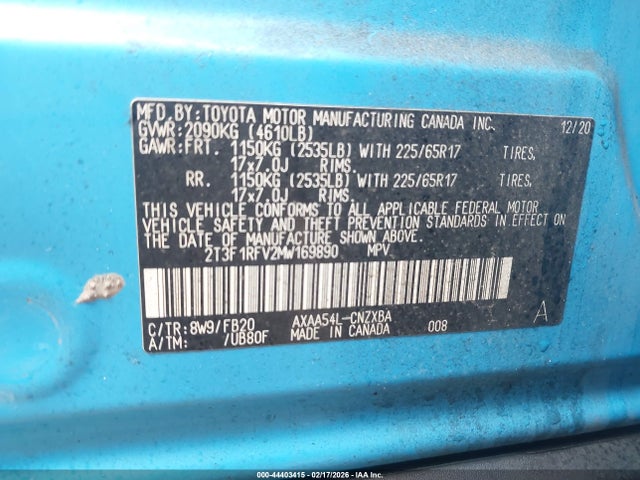 MFD.BY:TOYOTA MOTOR MANUFACTURING CANADA INC. 12/20
GVWR:2090KG (4610LB)
GAWR:FRT. 1150KG (2535LB) WITH 225/65R17 TIRES,
17x7.0J RIMS.
RR. 1150KG (2535LB) WITH 225/65R17 TIRES,
17x7.0J RIMS.
THIS VEHICLE CONFORMS TO ALL APPLICABLE FEDERAL MOTOR
VEHICLE SAFETY AND THEFT PREVENTION STANDARDS IN EFFECT ON
THE DATE OF MANUFACTURE SHOWN ABOVE.
2T3F1RFV2MW169890 MPV
C/TR:8W9/FB20 AXAA54L-CNZXBA 008 A
A/TM: /UB80F MADE IN CANADA
000-44403415 - 02/17/2026 - IAA Inc.